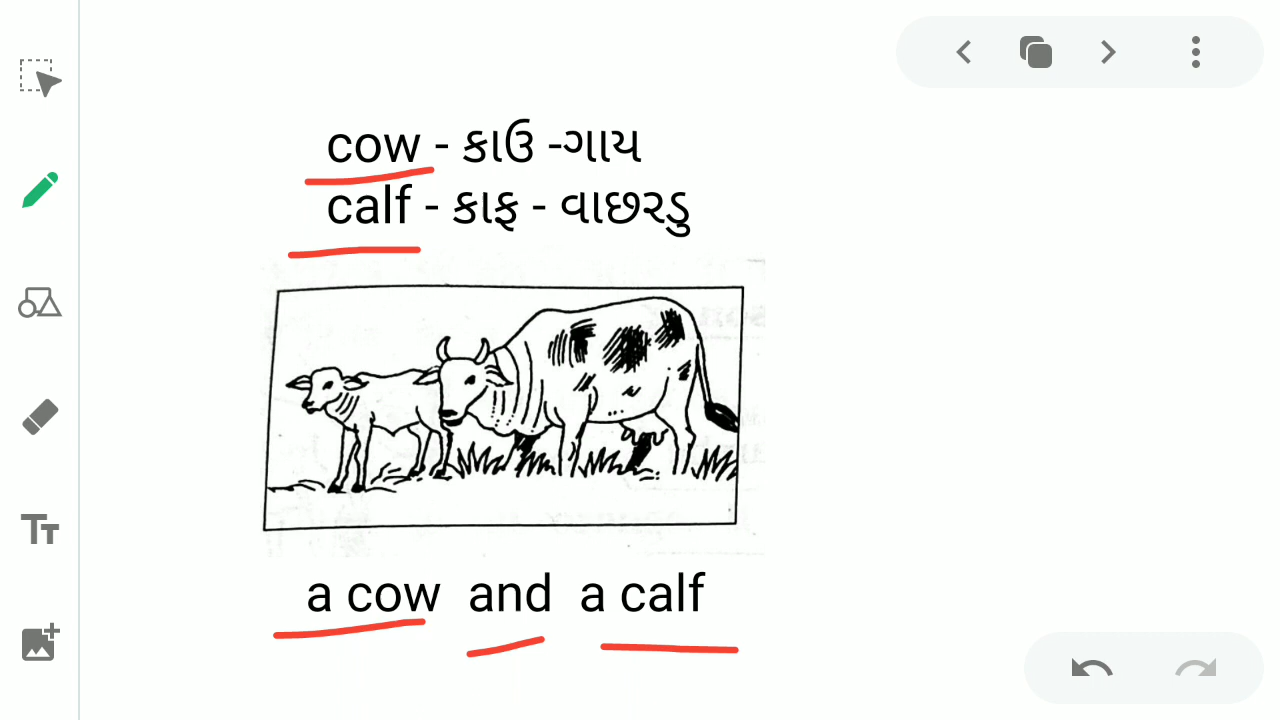 cow - કાઉ -ગાય
calf - કાફ - વાછરડુ
a cow and a calf